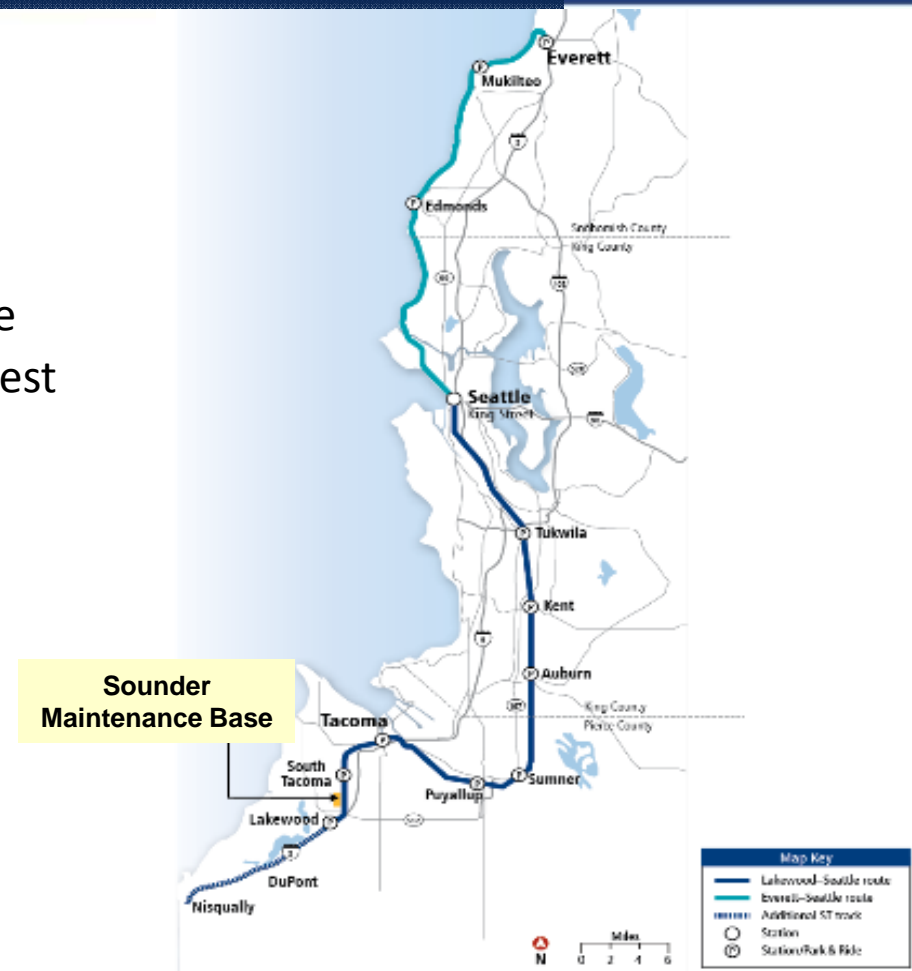 Everett
Mukilteo
Edmonds
Snohomish County
King County
e
est
Seattle
King Street
Tukwila
Kent
Auburn
Sounder
Maintenance Base
King County
Pierce County
Tacoma
South
Tacoma
Sumner
Puyallup
Lakewood
DuPont
Nisqually
Map Key
Lakewood–Seattle route
Everett–Seattle route
Additional ST track
Station
Station/Park & Ride
Miles
N
0 2 4 6